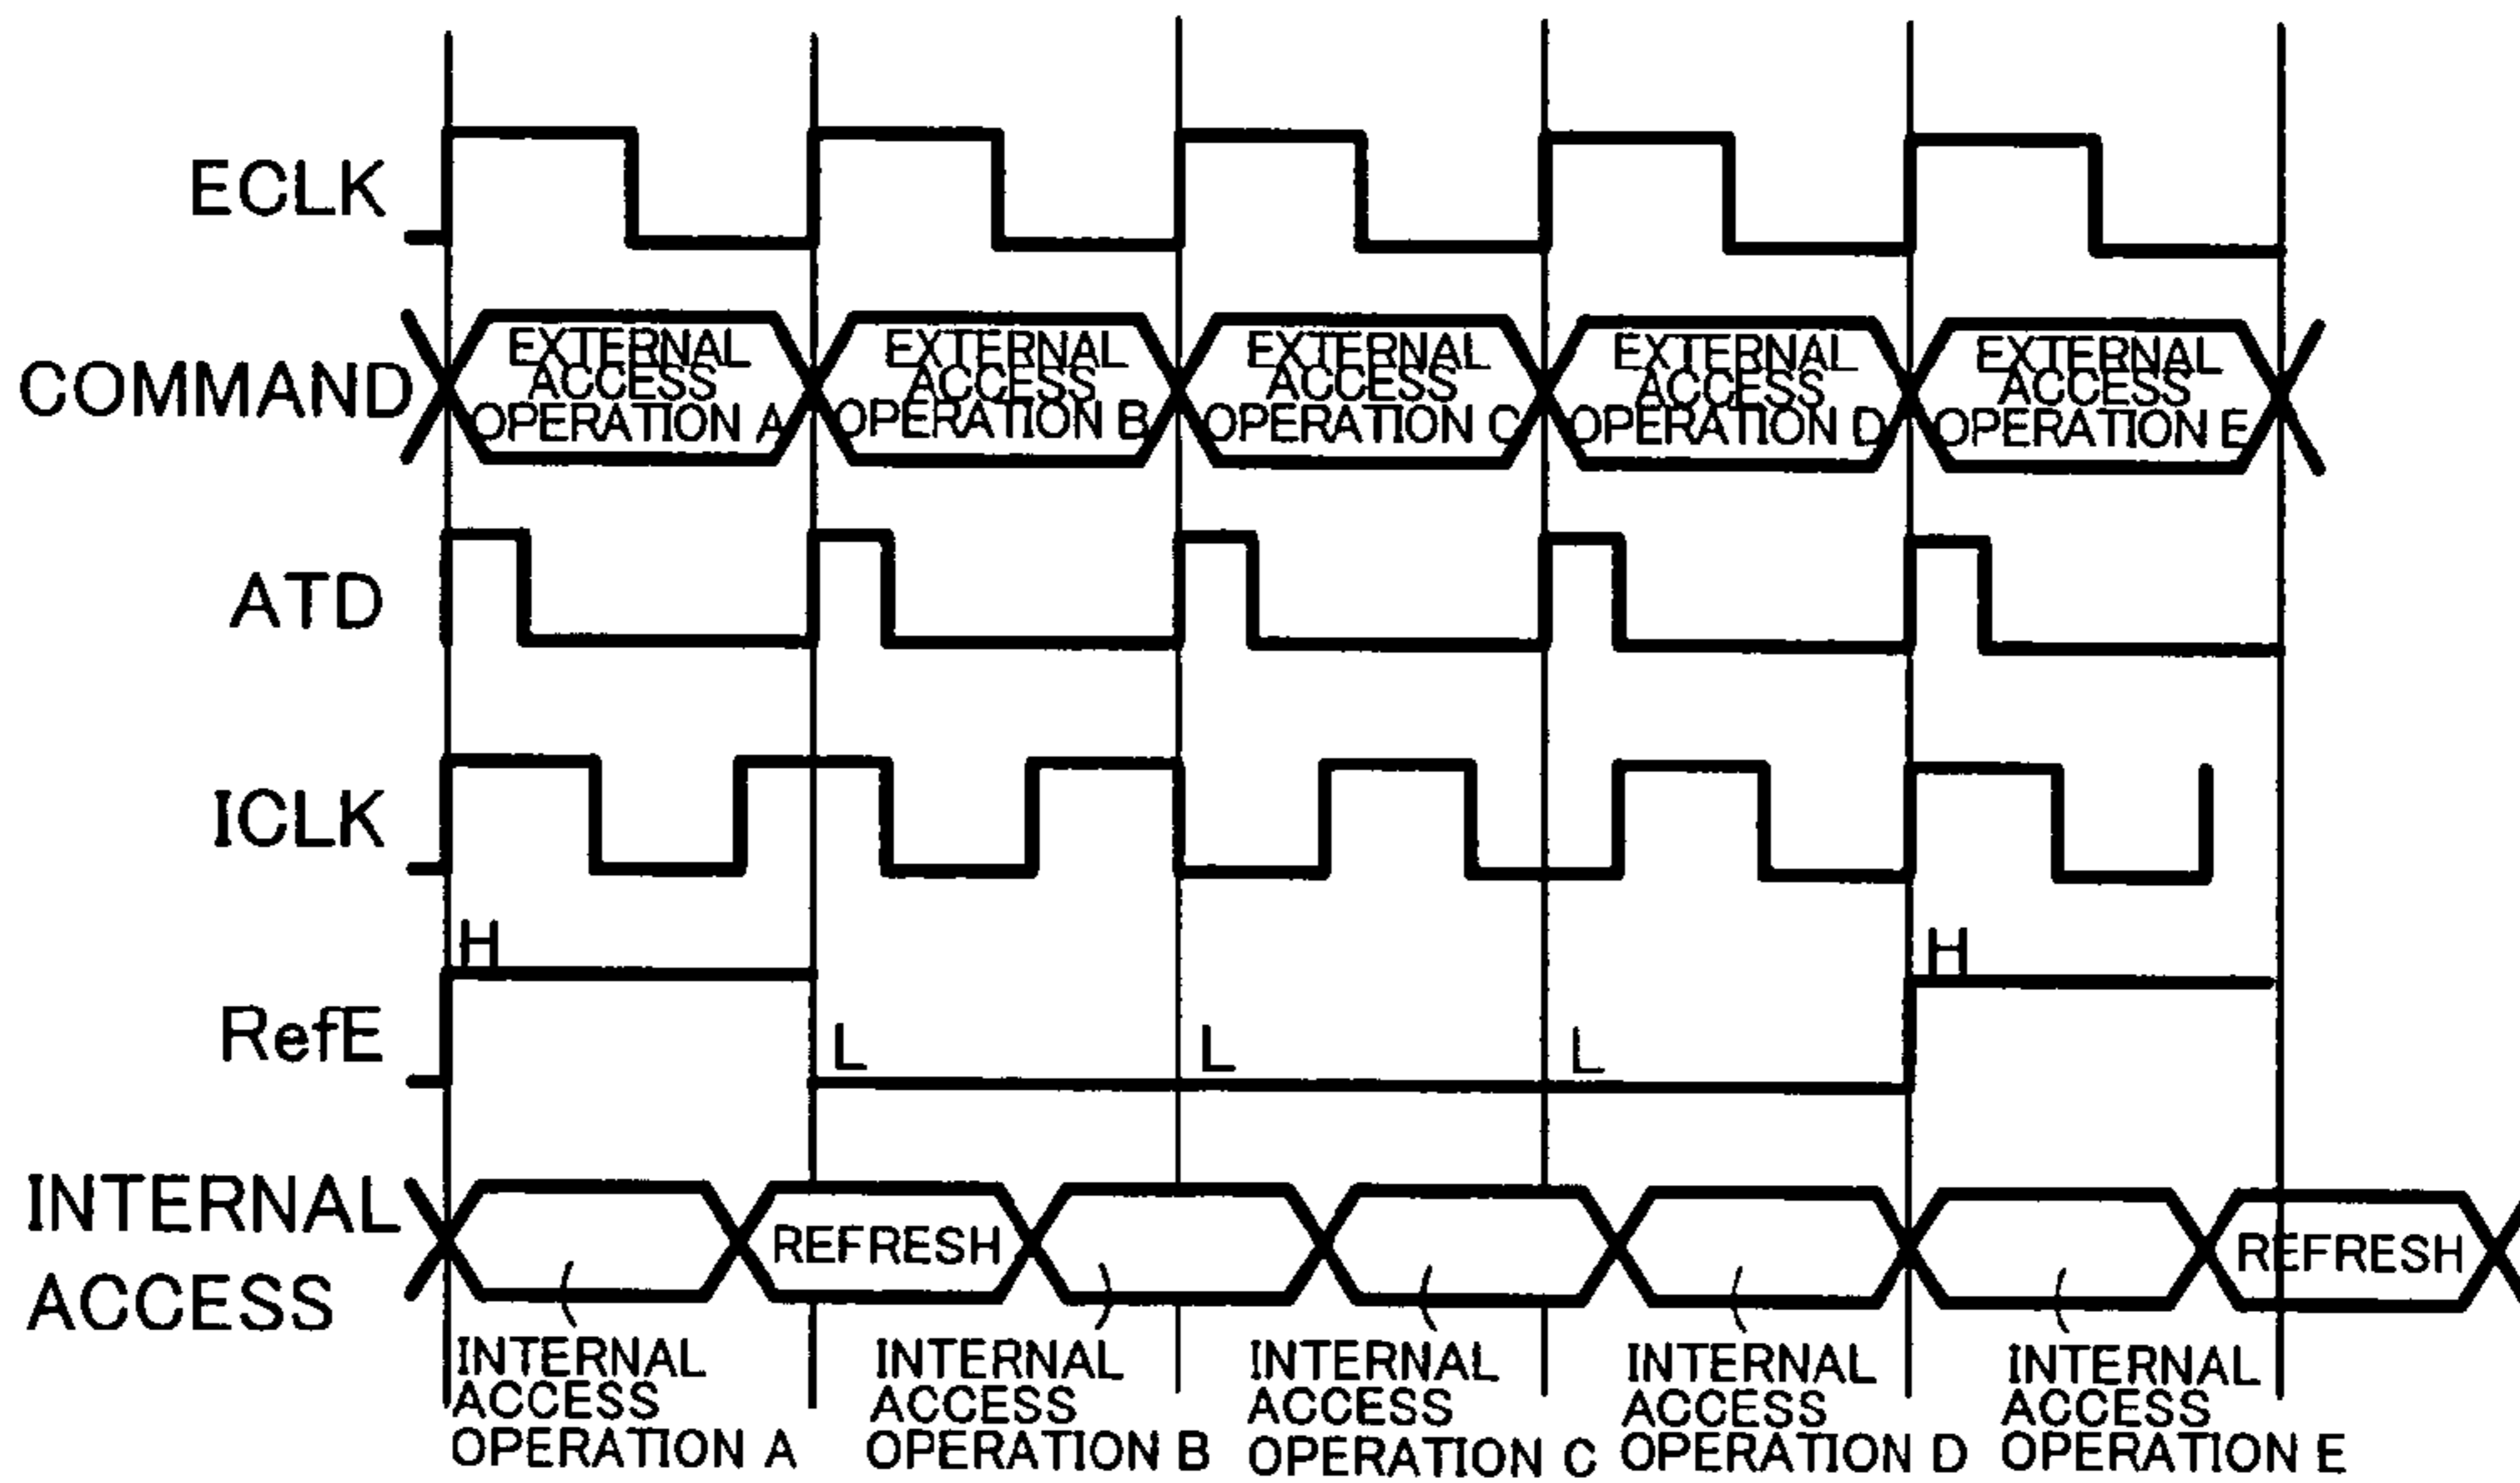 ECLK
COMMAND
EXTERNAL
ACCESS
OPERATION A
EXTERNAL
ACCESS
OPERATION B
EXTERNAL
ACCESS
OPERATION C
EXTERNAL
ACCESS
OPERATION D
EXTERNAL
ACCESS
OPERATION E
ATD
ICLK
H
H
RefE
L
L
L
INTERNAL
ACCESS
REFRESH
REFRESH
INTERNAL
ACCESS
OPERATION A
INTERNAL
ACCESS
OPERATION B
INTERNAL
ACCESS
OPERATION C
INTERNAL
ACCESS
OPERATION D
INTERNAL
ACCESS
OPERATION E